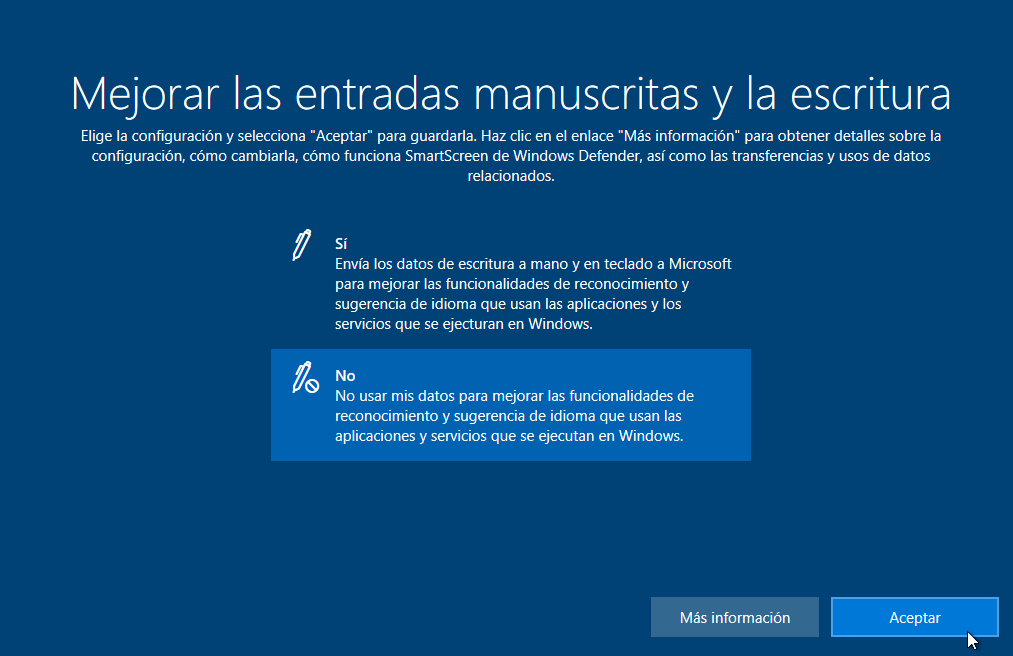 Mejorar las entradas manuscritas y la escritura
Elige la configuración y selecciona "Aceptar" para guardarla. Haz clic en el enlace "Más información" para obtener detalles sobre la
configuración, cómo cambiarla, cómo funciona SmartScreen de Windows Defender, así como las transferencias y usos de datos
relacionados.
Sí
Envía los datos de escritura a mano y en teclado a Microsoft
para mejorar las funcionalidades de reconocimiento y
sugerencia de idioma que usan las aplicaciones y los
servicios que se ejecturan en Windows.
No
No usar mis datos para mejorar las funcionalidades de
reconocimiento y sugerencia de idioma que usan las
aplicaciones y servicios que se ejecutan en Windows.
Más información
Aceptar